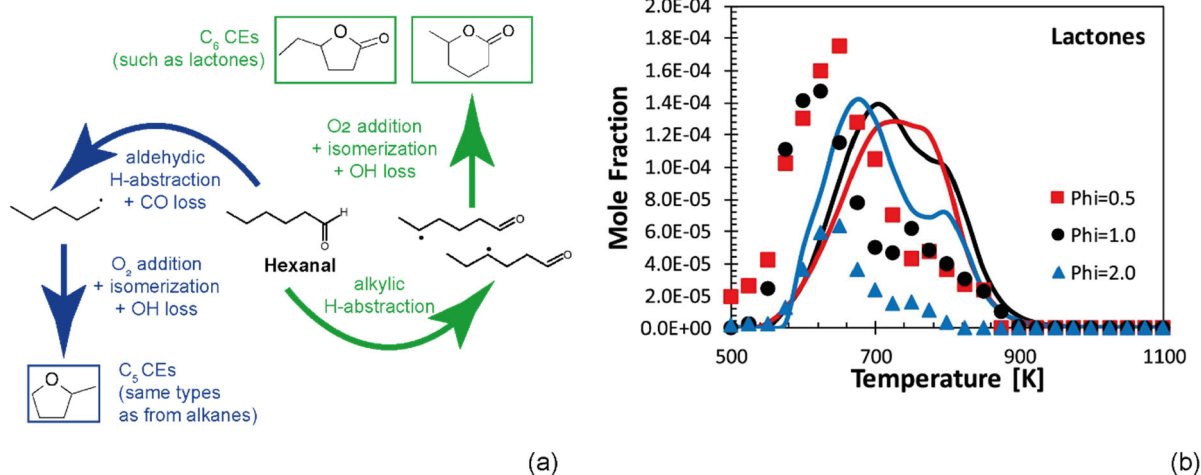 C₆ CEs
(such as lactones)
O
O
O
O
O2 addition
+ isomerization
+ OH loss
aldehydic
H-abstraction
+ CO loss
H
O
Hexanal
O
O
alkylic
H-abstraction
O₂ addition
+ isomerization
+ OH loss
O
C₅ CEs
(same types
as from alkanes)
(a)
Lactones
Mole Fraction
2.0E-04
1.8E-04
1.6E-04
1.4E-04
1.2E-04
1.0E-04
8.0E-05
6.0E-05
4.0E-05
2.0E-05
0.0E+00
Phi=0.5
Phi=1.0
Phi=2.0
500
700
900
1100
Temperature [K]
(b)